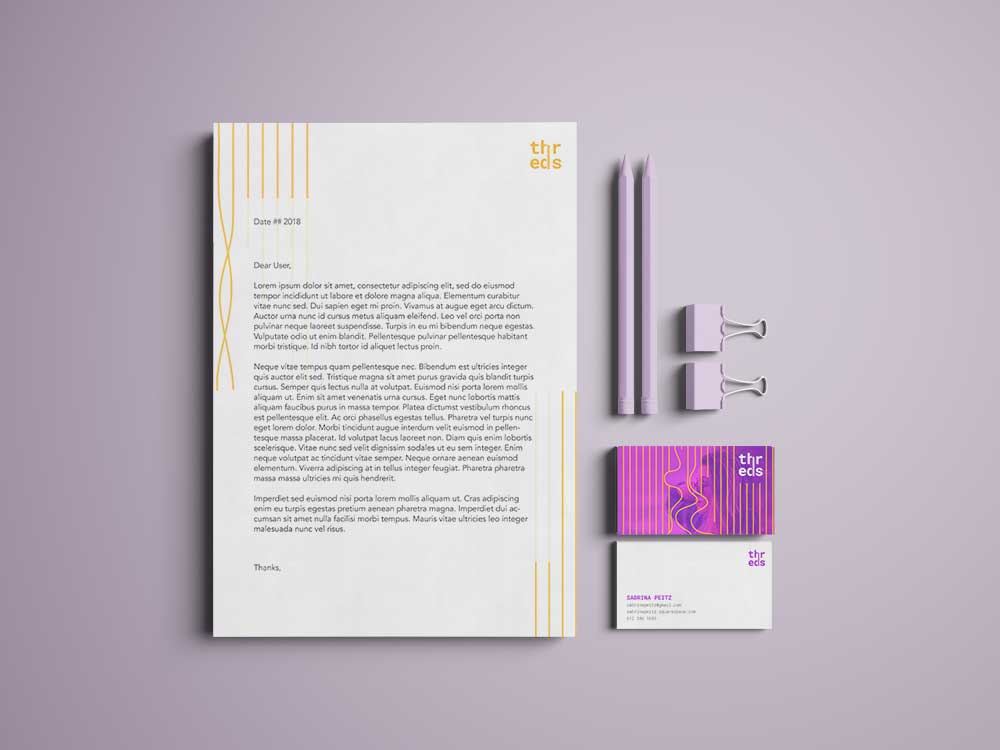 thr
eds
Date ## 2018
Dear User,
Lorem ipsum dolor sit amet, consectetur adipiscing elit, sed do eiusmod
tempor incididunt ut labore et dolore magna aliqua. Elementum curabitur
vitae nunc sed. Dui sapien eget mi proin. Vivamus at augue eget arcu dictum.
Auctor urna nunc id cursus metus aliquam eleifend. Leo vel orci porta non
pulvinar neque laoreet suspendisse. Turpis in eu mi bibendum neque egestas.
Vulputate odio ut enim blandit. Pellentesque pulvinar pellentesque habitant
morbi tristique. Id nibh tortor id aliquet lectus proin.
Neque vitae tempus quam pellentesque nec. Bibendum est ultricies integer
quis auctor elit sed. Tristique magna sit amet purus gravida quis blandit turpis
cursus. Semper quis lectus nulla at volutpat. Euismod nisi porta lorem mollis
aliquam ut. Enim sit amet venenatis urna cursus. Eget nunc lobortis mattis
aliquam faucibus purus in massa tempor. Platea dictumst vestibulum rhoncus
est pellentesque elit. Ac orci phasellus egestas tellus. Pharetra vel turpis nunc
eget lorem dolor. Morbi tincidunt augue interdum velit euismod in pellen-
tesque massa placerat. Id volutpat lacus laoreet non. Diam quis enim lobortis
scelerisque. Vitae nunc sed velit dignissim sodales ut eu sem integer. Enim
neque volutpat ac tincidunt vitae semper. Neque ornare aenean euismod
elementum. Viverra adipiscing at in tellus integer feugiat. Pharetra pharetra
massa massa ultricies mi quis hendrerit.
Imperdiet sed euismod nisi porta lorem mollis aliquam ut. Cras adipiscing
enim eu turpis egestas pretium aenean pharetra magna. Imperdiet dui ac-
cumsan sit amet nulla facilisi morbi tempus. Mauris vitae ultricies leo integer
malesuada nunc vel risus.
Thanks,
thr
eds
thr
eds
SABRINA PEITZ
sabrinapeitz@gmail.com
sabrinapeitz.squarespace.com